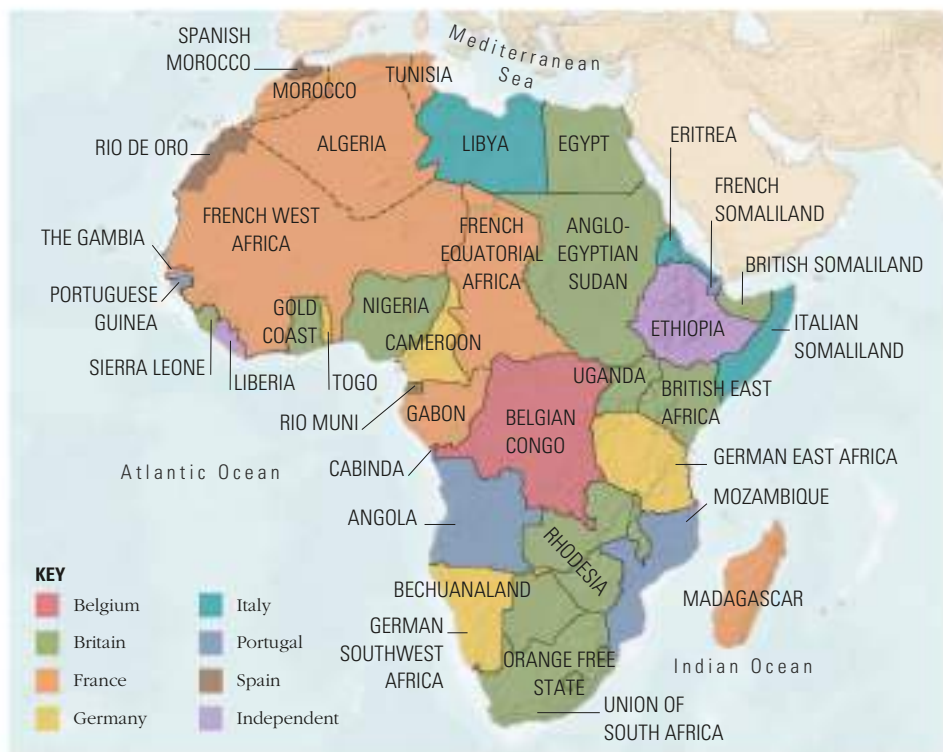 SPANISH
MOROCCO
Mediterranean
Sea
MOROCCO
TUNISIA
RIO DE ORO
ALGERIA
LIBYA
EGYPT
ERITREA
FRENCH
SOMALILAND
FRENCH WEST
AFRICA
FRENCH
EQUATORIAL
AFRICA
ANGLO-
EGYPTIAN
SUDAN
THE GAMBIA
BRITISH SOMALILAND
PORTUGUESE
GUINEA
GOLD
COAST
NIGERIA
CAMEROON
ETHIOPIA
ITALIAN
SOMALILAND
SIERRA LEONE
LIBERIA
TOGO
UGANDA
BRITISH EAST
AFRICA
RIO MUNI
GABON
BELGIAN
CONGO
Atlantic Ocean
CABINDA
GERMAN EAST AFRICA
MOZAMBIQUE
ANGOLA
RHODESIA
BECHUANALAND
MADAGASCAR
GERMAN
SOUTHWEST
AFRICA
ORANGE FREE
STATE
Indian Ocean
UNION OF
SOUTH AFRICA
KEY
Belgium
Britain
France
Germany
Italy
Portugal
Spain
Independent